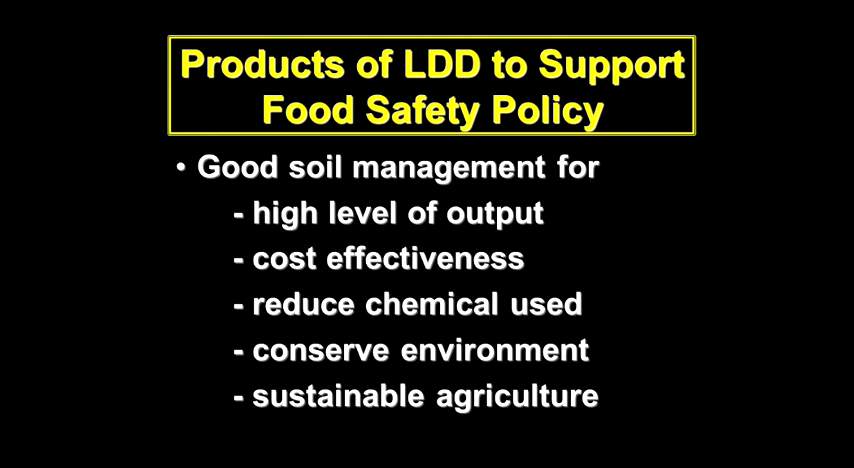 Products of LDD to Support
Food Safety Policy
• Good soil management for
- high level of output
- cost effectiveness
- reduce chemical used
- conserve environment
- sustainable agriculture